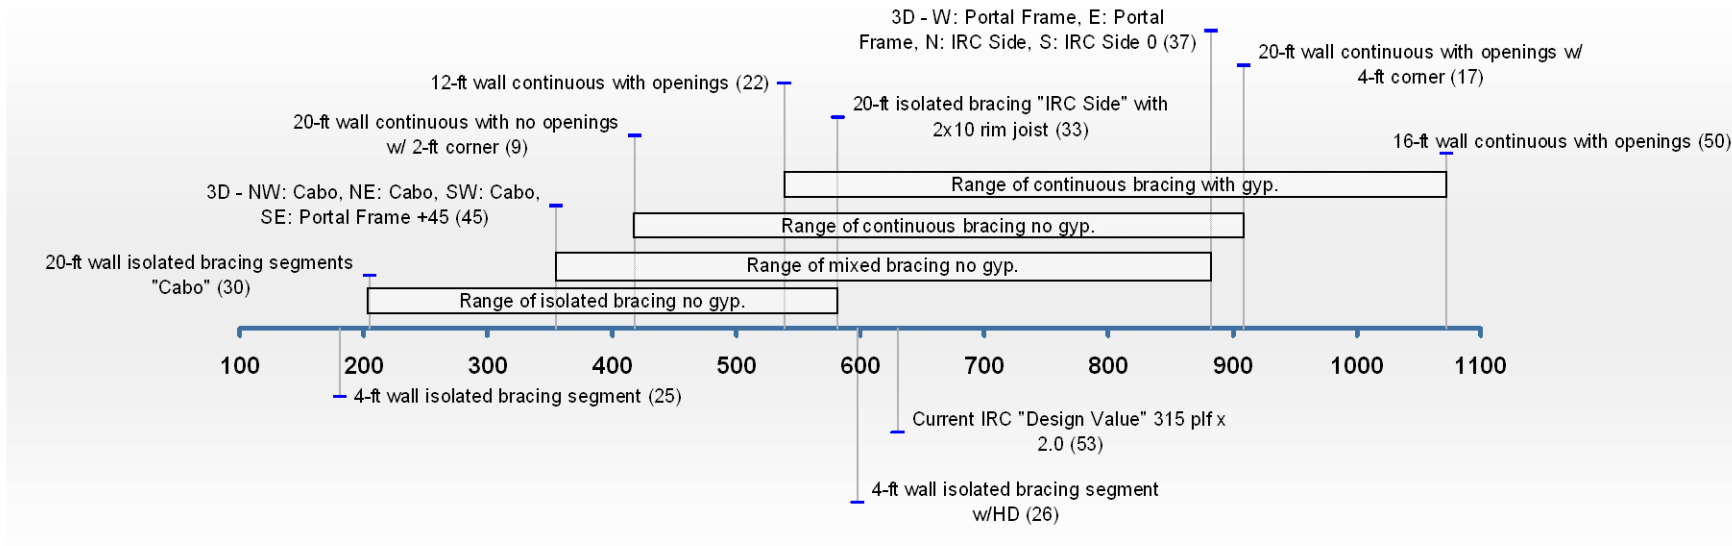 3D - W: Portal Frame, E: Portal
Frame, N: IRC Side, S: IRC Side 0 (37)
20-ft wall continuous with openings w/
4-ft corner (17)
12-ft wall continuous with openings (22)
20-ft isolated bracing "IRC Side" with
2x10 rim joist (33)
20-ft wall continuous with no openings
w/ 2-ft corner (9)
16-ft wall continuous with openings (50)
Range of continuous bracing with gyp.
3D - NW: Cabo, NE: Cabo, SW: Cabo,
SE: Portal Frame +45 (45)
Range of continuous bracing no gyp.
20-ft wall isolated bracing segments
"Cabo" (30)
Range of mixed bracing no gyp.
Range of isolated bracing no gyp.
100 200 300 400 500 600 700 800 900 1000 1100
4-ft wall isolated bracing segment (25)
Current IRC "Design Value" 315 plf x
2.0 (53)
4-ft wall isolated bracing segment
w/HD (26)